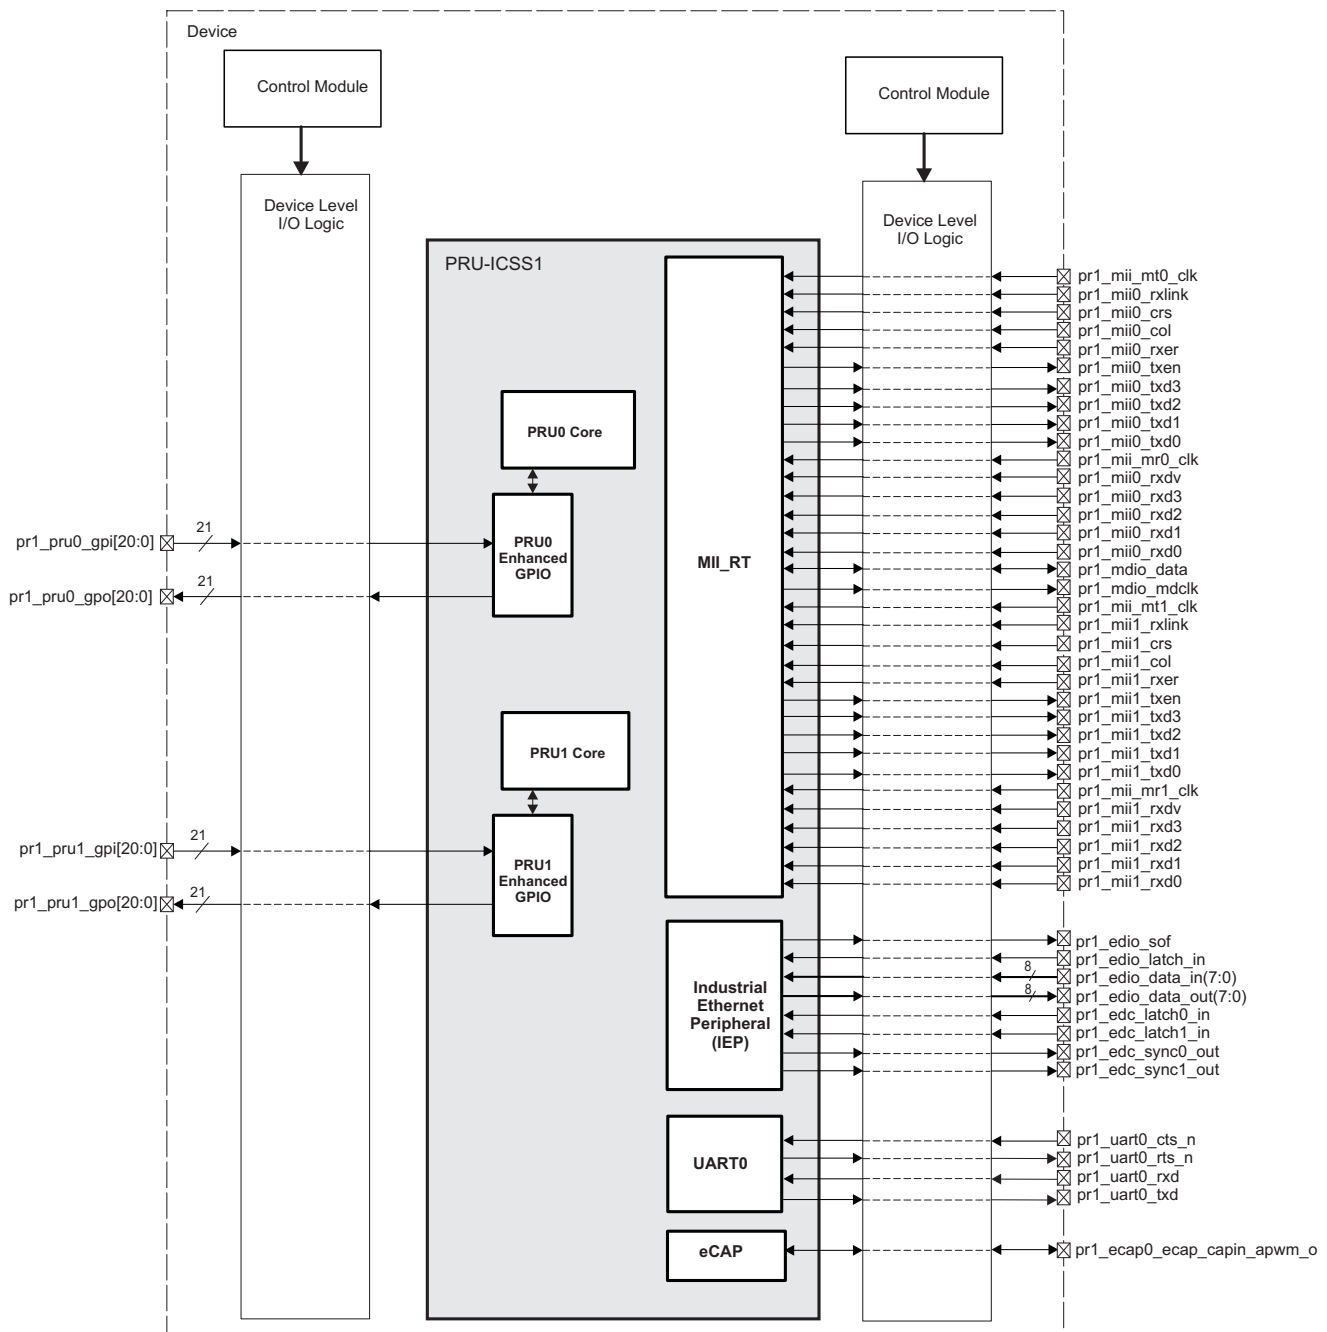 Device
Control Module
Control Module
Device Level
I/O Logic
Device Level
I/O Logic
PRU-ICSS1
PRU0 Core
PRU0
Enhanced
GPIO
pr1_pru0_gpi[20:0]
21
pr1_pru0_gpo[20:0]
21
PRU1 Core
PRU1
Enhanced
GPIO
pr1_pru1_gpi[20:0]
21
pr1_pru1_gpo[20:0]
21
MII_RT
pr1_mii_mt0_clk
pr1_mii0_rxlink
pr1_mii0_crs
pr1_mii0_col
pr1_mii0_rxer
pr1_mii0_txen
pr1_mii0_txd3
pr1_mii0_txd2
pr1_mii0_txd1
pr1_mii0_txd0
pr1_mii_mr0_clk
pr1_mii0_rxdv
pr1_mii0_rxd3
pr1_mii0_rxd2
pr1_mii0_rxd1
pr1_mii0_rxd0
pr1_mdio_data
pr1_mdio_mdclk
pr1_mii_mt1_clk
pr1_mii1_rxlink
pr1_mii1_crs
pr1_mii1_col
pr1_mii1_rxer
pr1_mii1_txen
pr1_mii1_txd3
pr1_mii1_txd2
pr1_mii1_txd1
pr1_mii1_txd0
pr1_mii_mr1_clk
pr1_mii1_rxdv
pr1_mii1_rxd3
pr1_mii1_rxd2
pr1_mii1_rxd1
pr1_mii1_rxd0
Industrial
Ethernet
Peripheral
(IEP)
pr1_edio_sof
pr1_edio_latch_in
8
pr1_edio_data_in(7:0)
8
pr1_edio_data_out(7:0)
pr1_edc_latch0_in
pr1_edc_latch1_in
pr1_edc_sync0_out
pr1_edc_sync1_out
UART0
pr1_uart0_cts_n
pr1_uart0_rts_n
pr1_uart0_rxd
pr1_uart0_txd
eCAP
pr1_ecap0_ecap_capin_apwm_o